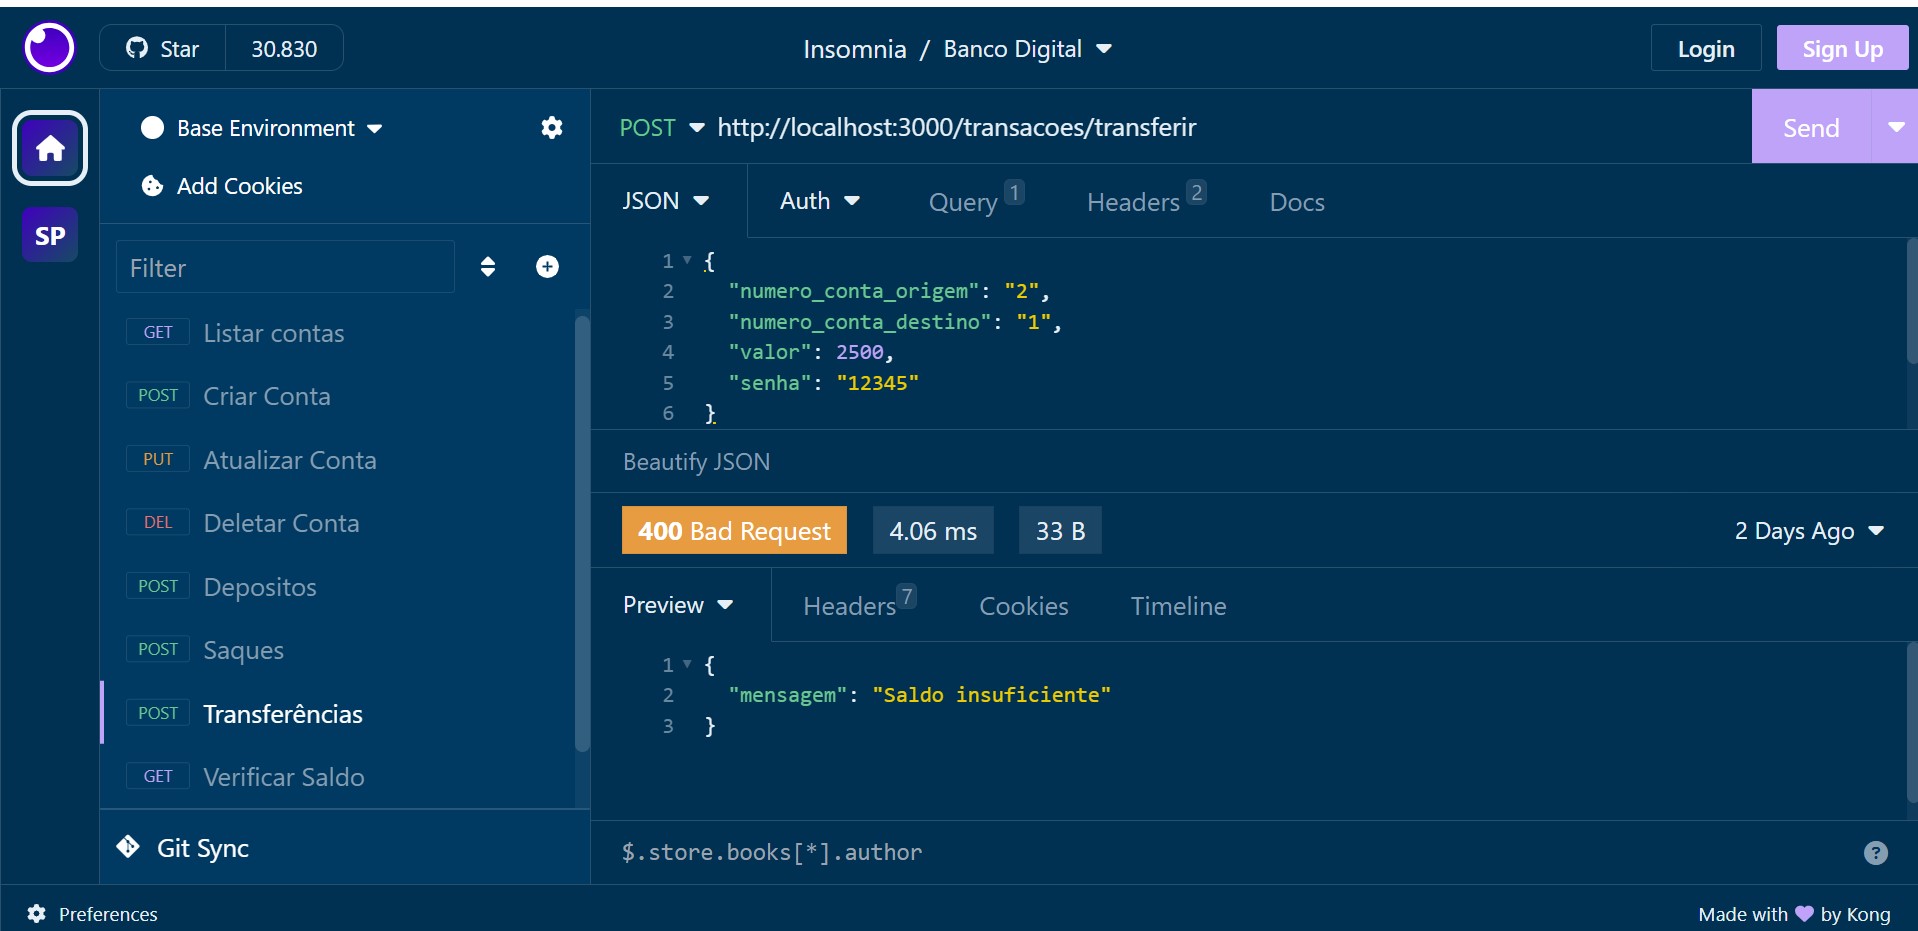 Star 30.830 Insomnia / Banco Digital Login Sign Up
Base Environment
Add Cookies
SP
Filter
GET Listar contas
POST Criar Conta
PUT Atualizar Conta
DEL Deletar Conta
POST Depositos
POST Saques
POST Transferências
GET Verificar Saldo
Git Sync
POST http://localhost:3000/transacoes/transferir Send
JSON Auth Query 1 Headers 2 Docs
1 {
2 "numero_conta_origem": "2",
3 "numero_conta_destino": "1",
4 "valor": 2500,
5 "senha": "12345"
6 }
Beautify JSON
400 Bad Request 4.06 ms 33 B 2 Days Ago
Preview Headers 7 Cookies Timeline
1 {
2 "mensagem": "Saldo insuficiente"
3 }
$.store.books[*].author ?
Preferences Made with 💜 by Kong